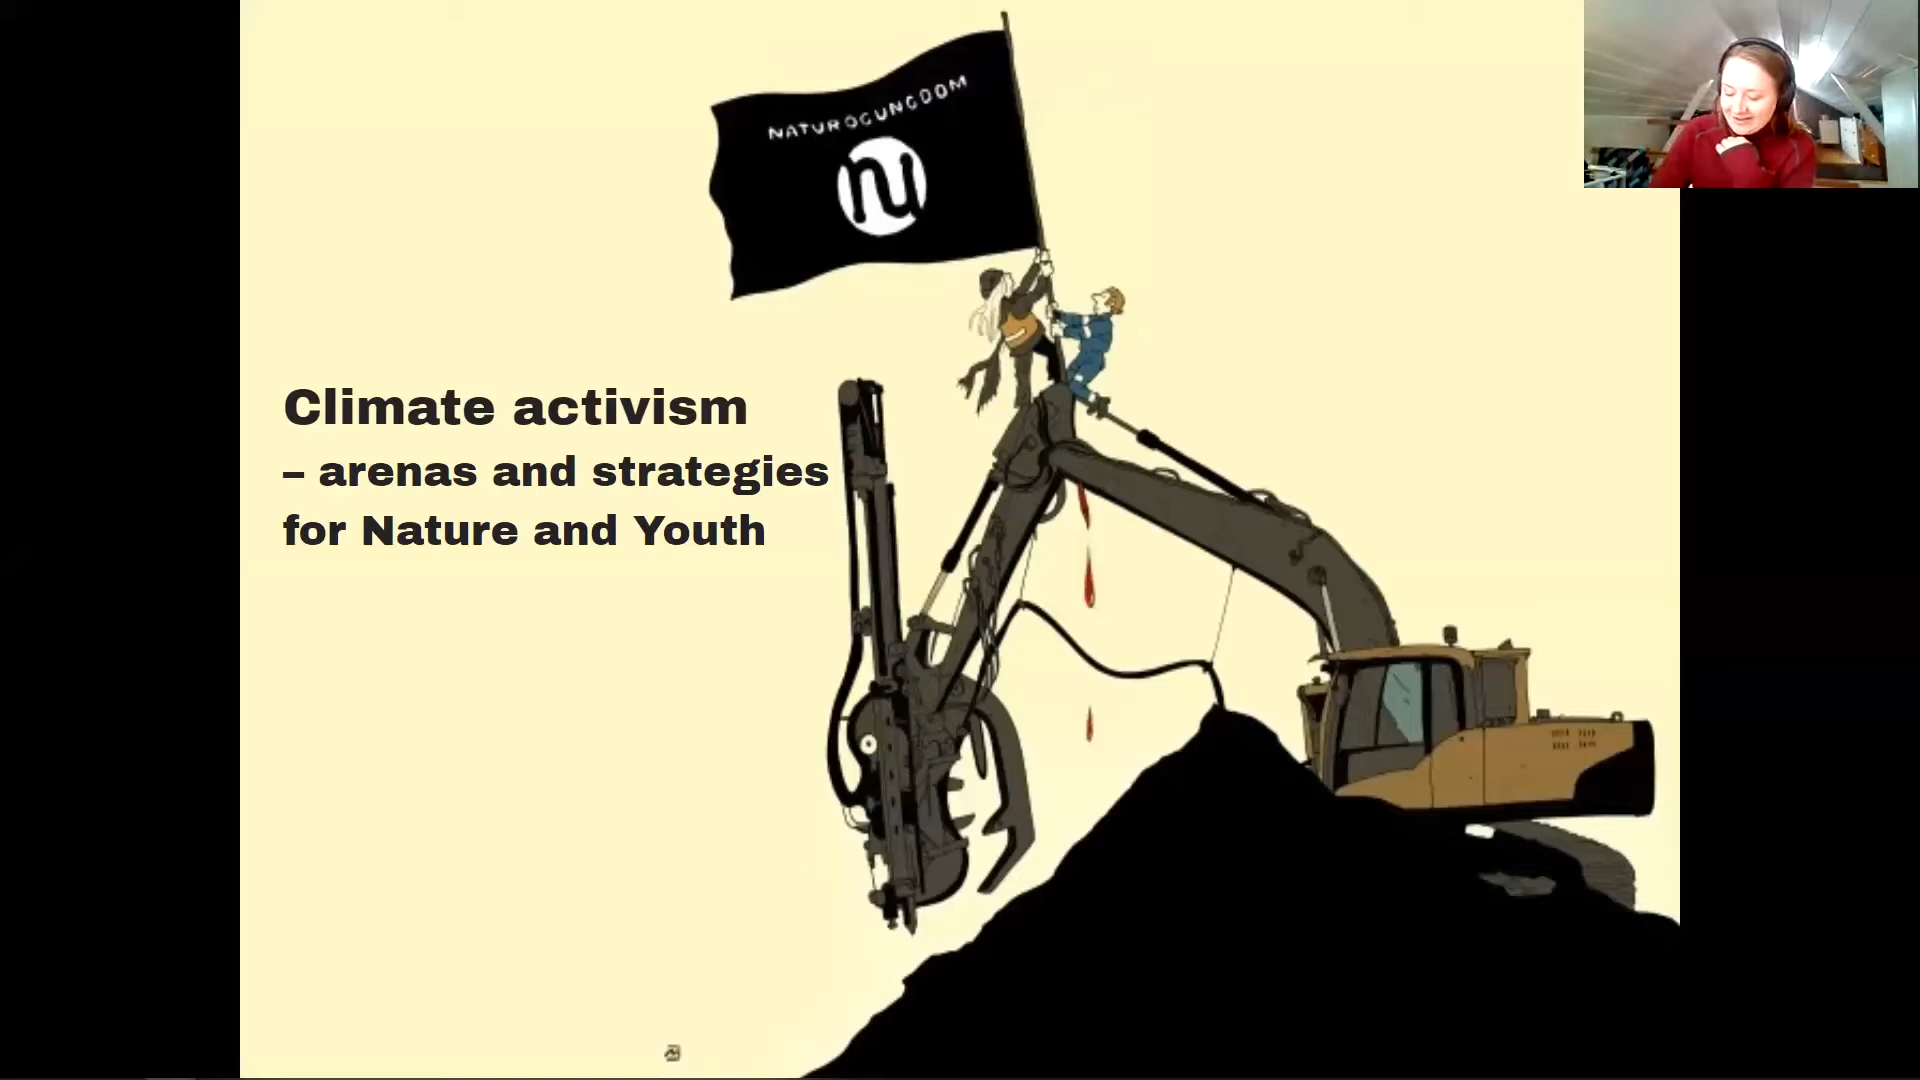 NATUROGUNGDOM
Climate activism
– arenas and strategies
for Nature and Youth